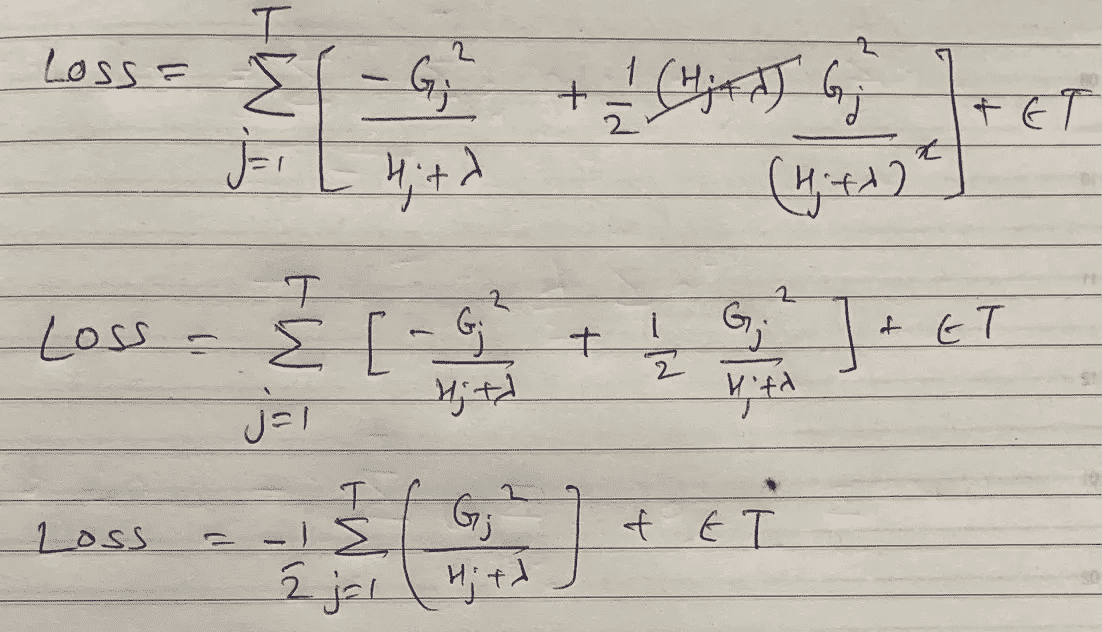 Loss = $\sum_{j=1}^{T} \left[ \frac{-G_j^2}{H_j+\lambda} + \frac{1}{2} \cancel{(H_j+\lambda)} \frac{G_j^2}{(H_j+\lambda)^{\cancel{2}}} \right] + \epsilon T$
Loss = $\sum_{j=1}^{T} \left[ -\frac{G_j^2}{H_j+\lambda} + \frac{1}{2} \frac{G_j^2}{H_j+\lambda} \right] + \epsilon T$
Loss = $\frac{-1}{2} \sum_{j=1}^{T} \left( \frac{G_j^2}{H_j+\lambda} \right] + \epsilon T$